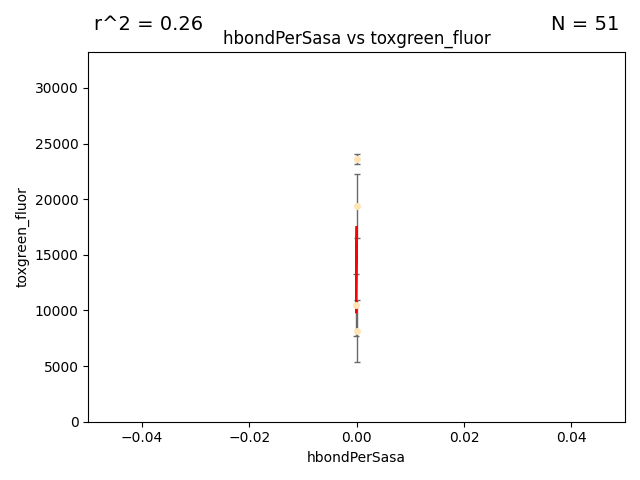 r^2 = 0.26
N = 51
hbondPerSasa vs toxgreen_fluor
30000
25000
20000
15000
10000
5000
0
toxgreen_fluor
−0.04
−0.02
0.00
0.02
0.04
hbondPerSasa